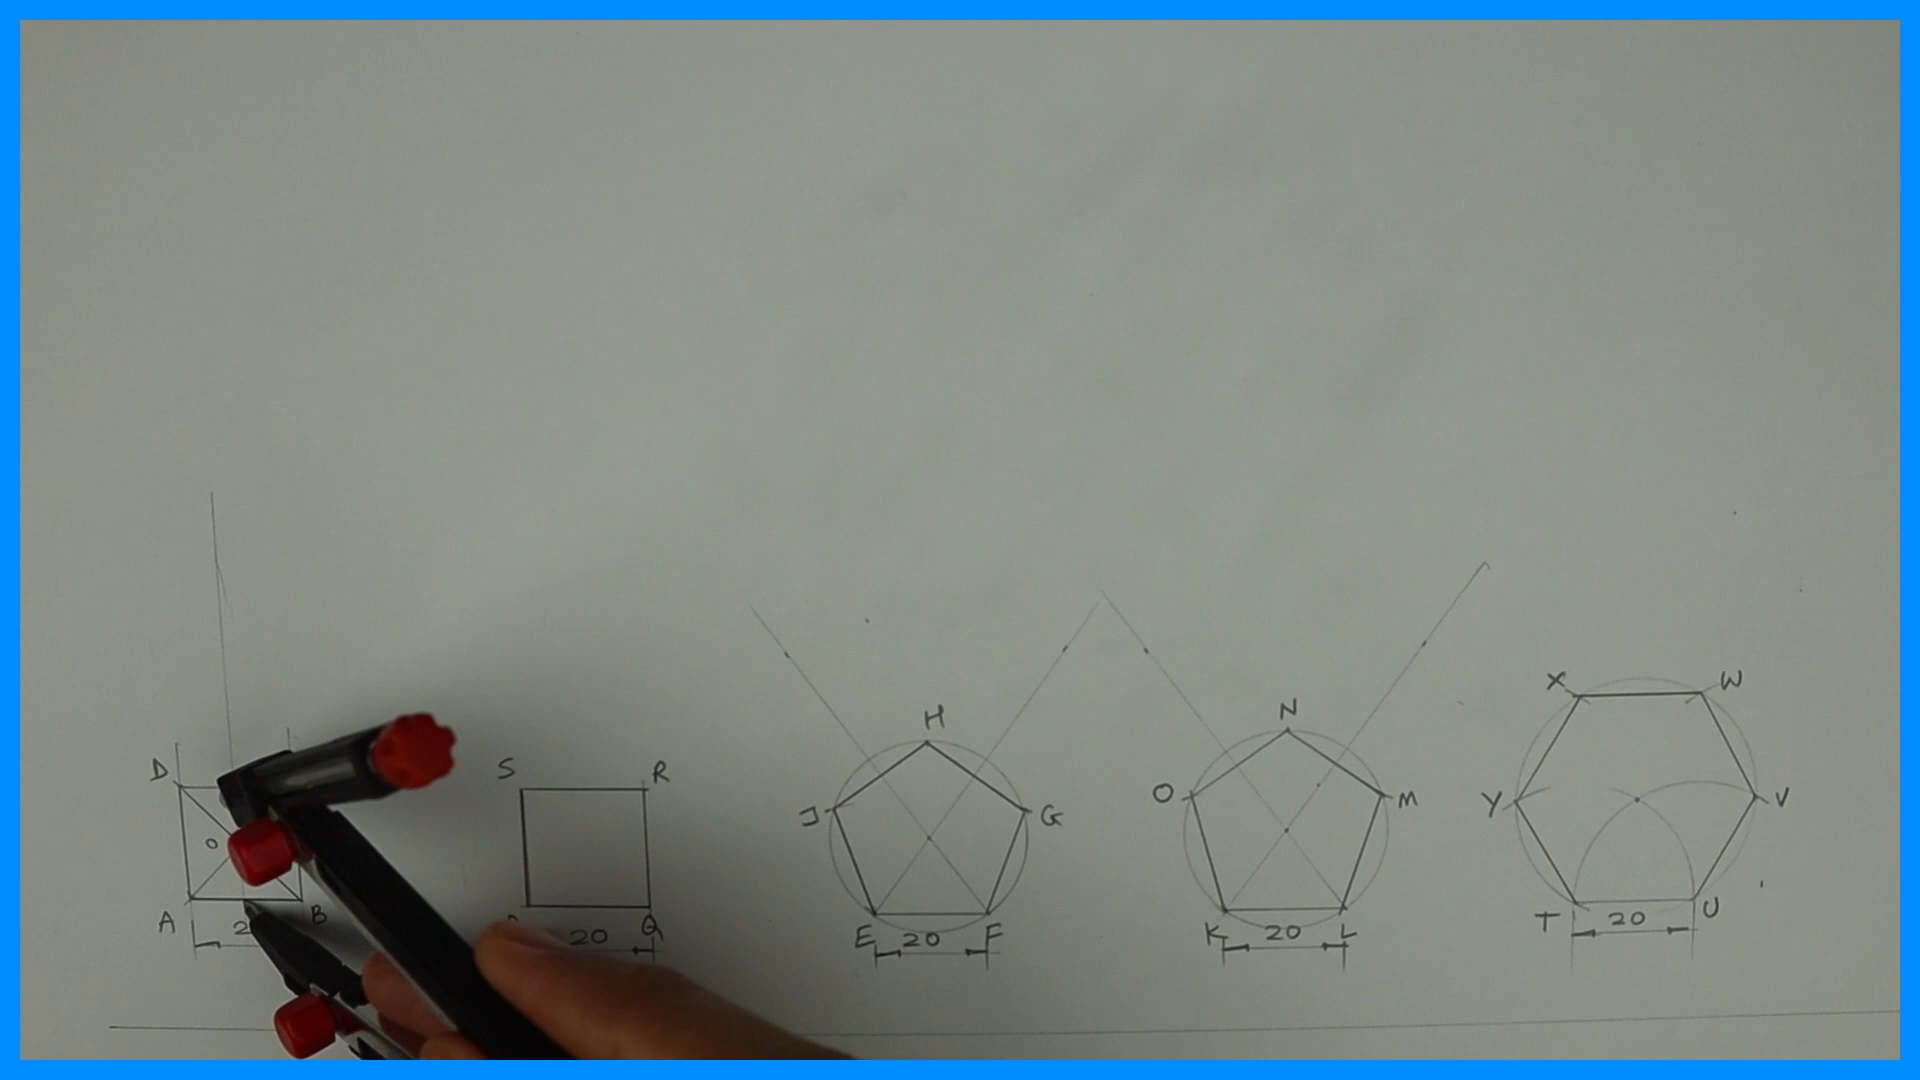 X W
N
H
D S R
O M Y V
J G
O
A B Q T 20 U
20 E 20 F K 20 L